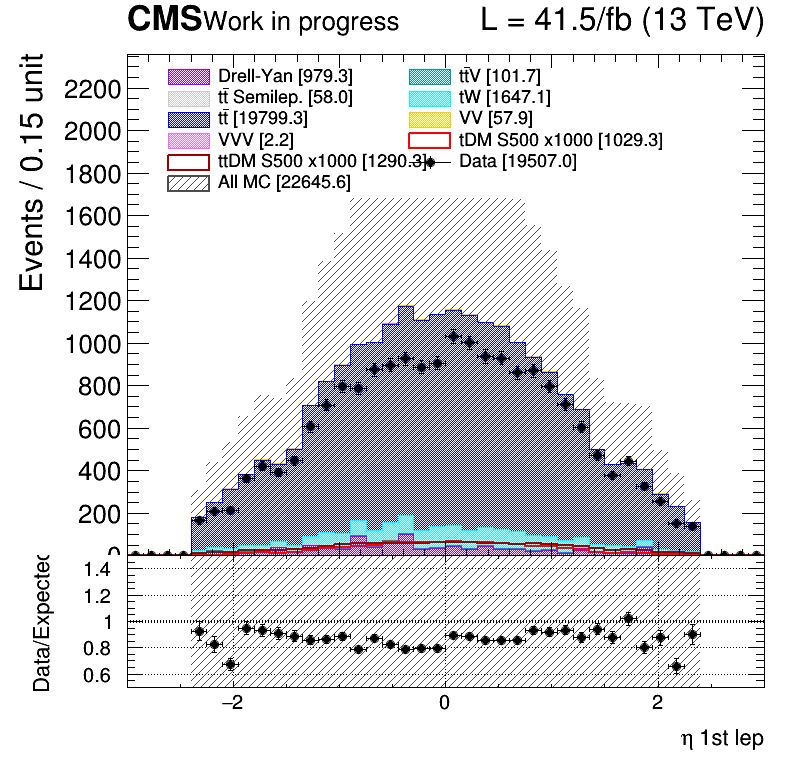 CMS Work in progress L = 41.5/fb (13 TeV)
Events / 0.15 unit
Drell-Yan [979.3] tt̄V [101.7]
tt̄ Semilep. [58.0] tW [1647.1]
tt̄ [19799.3] VV [57.9]
VVV [2.2] tDM S500 x1000 [1029.3]
ttDM S500 x1000 [1290.3] Data [19507.0]
All MC [22645.6]
2200
2000
1800
1600
1400
1200
1000
800
600
400
200
0
Data/Expected
1.4
1.2
1
0.8
0.6
−2 0 2
η 1st lep